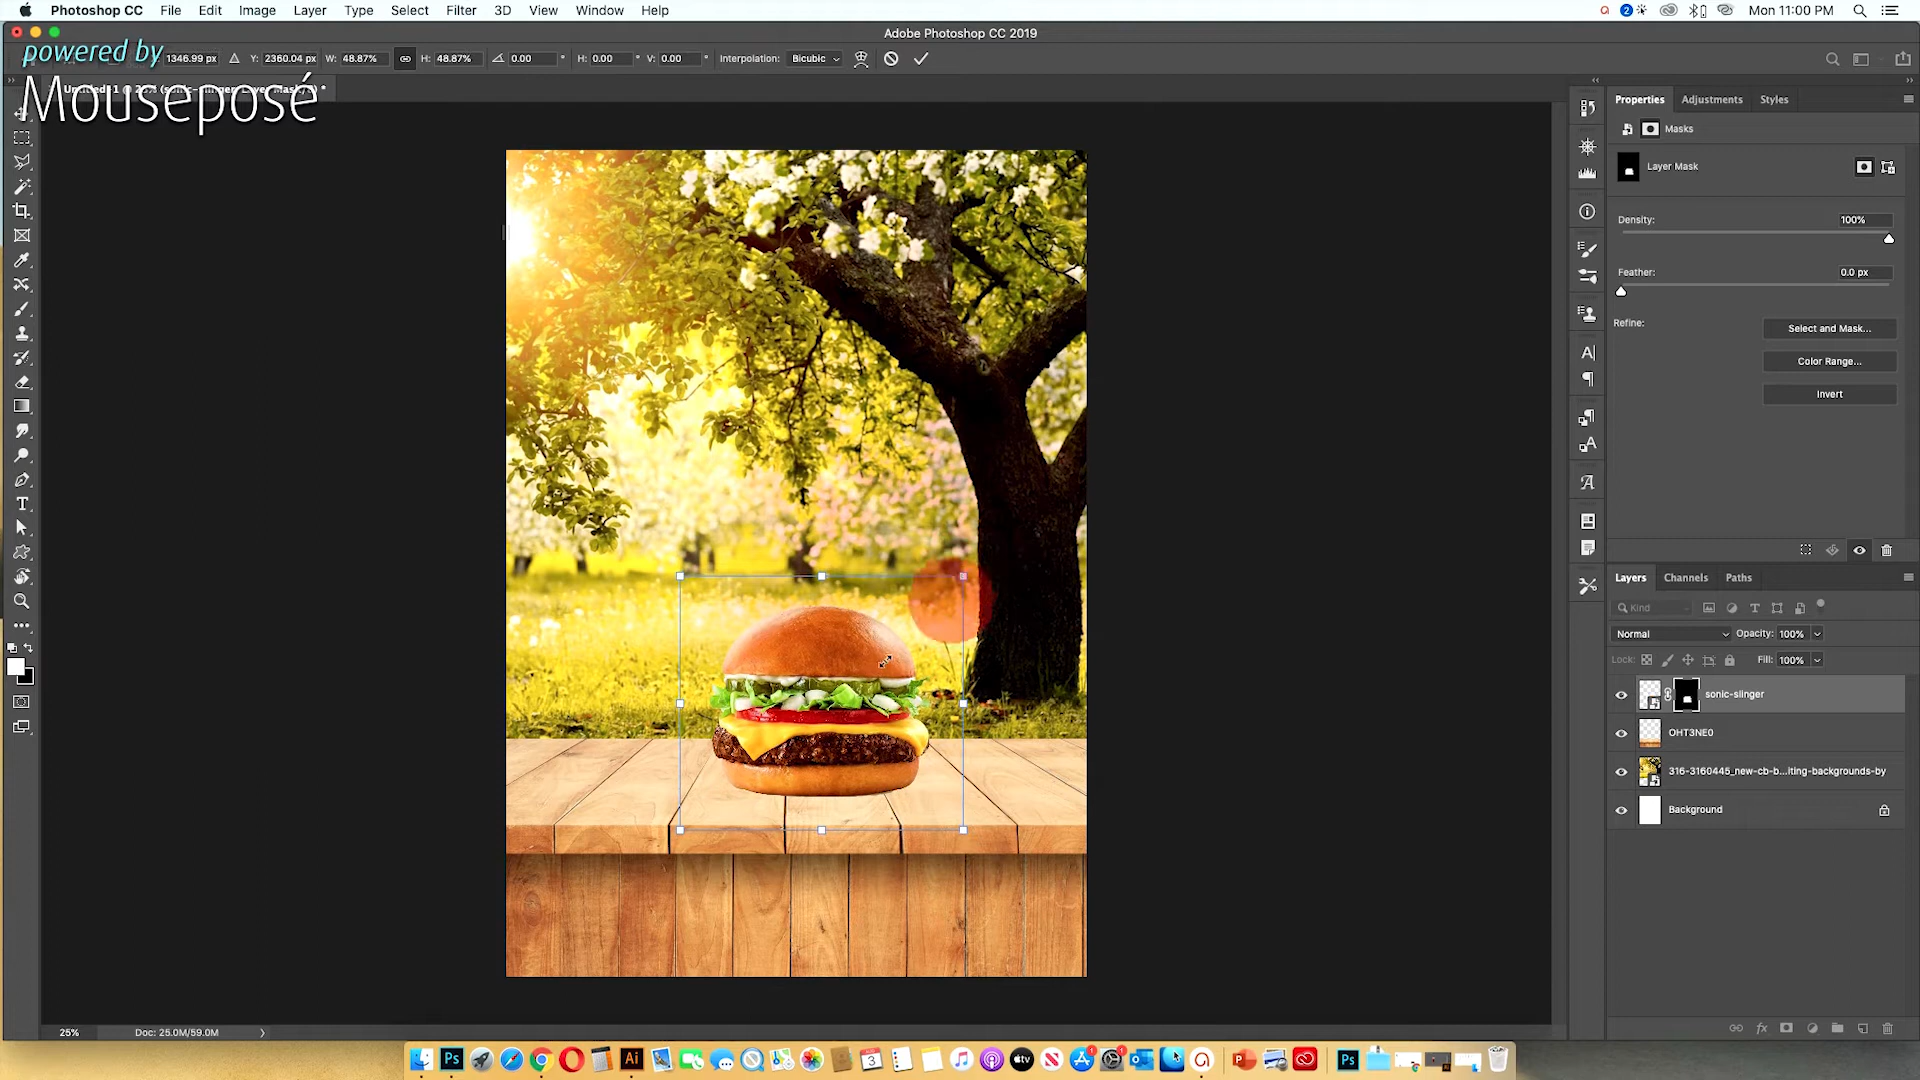 Photoshop CC File Edit Image Layer Type Select Filter 3D View Window Help
2 Mon 11:00 PM
Adobe Photoshop CC 2019
powered by
Mouseposé
1346.99 px Y: 2360.04 px W: 48.87% H: 48.87% 0.00 ° H: 0.00 ° V: 0.00 ° Interpolation: Bicubic
Properties Adjustments Styles
Masks
Layer Mask
Density: 100%
Feather: 0.0 px
Refine:
Select and Mask...
Color Range...
Invert
Layers Channels Paths
Kind
Normal Opacity: 100%
Lock: Fill: 100%
sonic-slinger
OHT3NE0
316-3160445_new-cb-b...iting-backgrounds-by
Background
25% Doc: 25.0M/59.0M